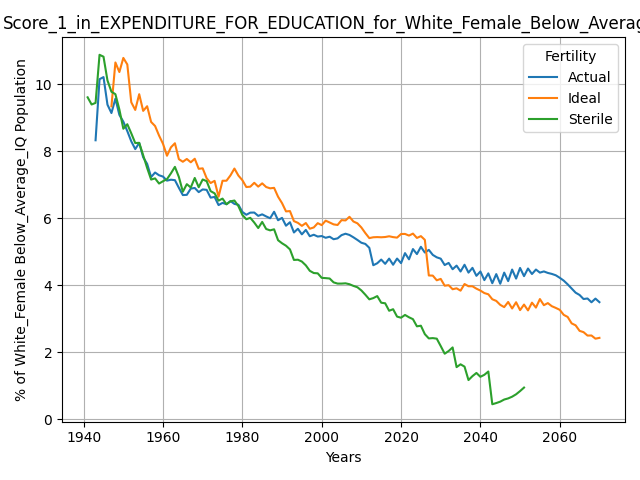 Score_1_in_EXPENDITURE_FOR_EDUCATION_for_White_Female_Below_Averag
% of White_Female Below_Average_IQ Population
10
8
6
4
2
0
Fertility
Actual
Ideal
Sterile
1940 1960 1980 2000 2020 2040 2060
Years